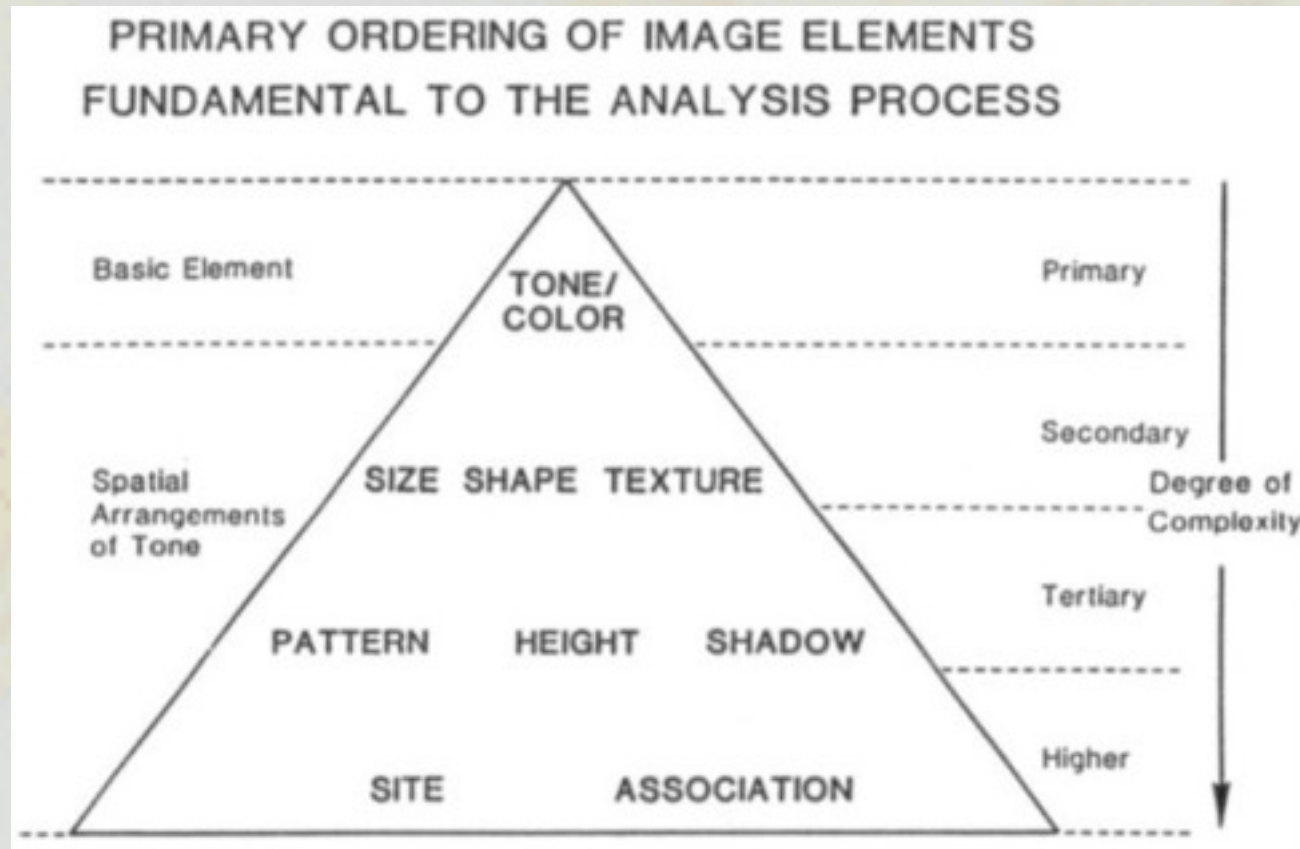 PRIMARY ORDERING OF IMAGE ELEMENTS
FUNDAMENTAL TO THE ANALYSIS PROCESS
Basic Element
TONE/
COLOR
Primary
Secondary
Spatial
Arrangements
of Tone
SIZE SHAPE TEXTURE
Degree of
Complexity
Tertiary
PATTERN HEIGHT SHADOW
Higher
SITE ASSOCIATION